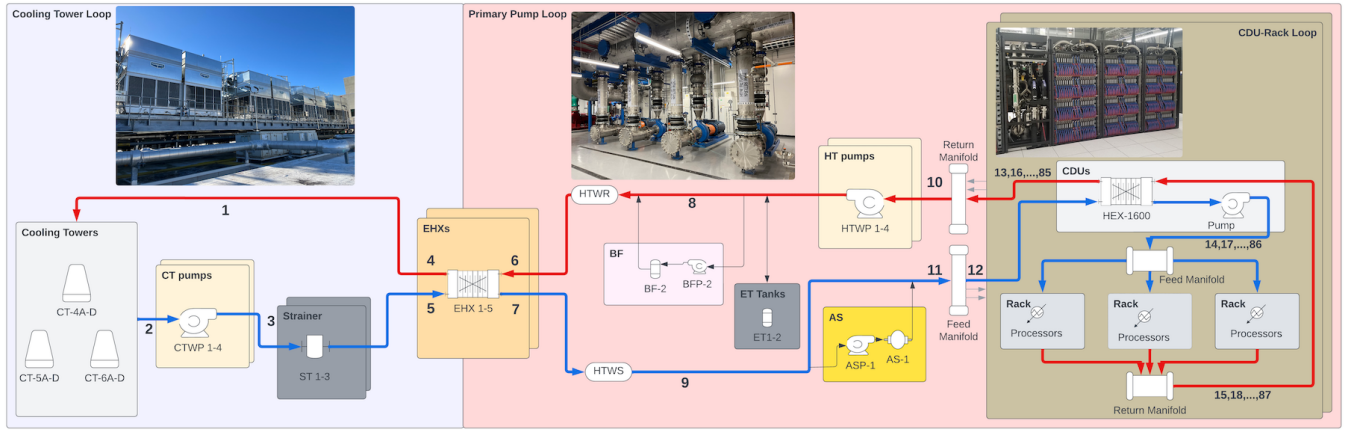 Cooling Tower Loop
Primary Pump Loop
CDU-Rack Loop
HT pumps
HTWP 1-4
Return
Manifold
10
13,16,...,85
CDUs
HEX-1600
Pump
14,17,...,86
HTWR
8
1
Cooling Towers
CT-4A-D
CT-5A-D
CT-6A-D
2
CT pumps
CTWP 1-4
3
Strainer
ST 1-3
EHXs
4
6
5
7
EHX 1-5
BF
BF-2
BFP-2
ET Tanks
ET1-2
11
12
Feed
Manifold
AS
ASP-1
AS-1
HTWS
9
Feed Manifold
Rack
Processors
Rack
Processors
Rack
Processors
Return Manifold
15,18,...,87